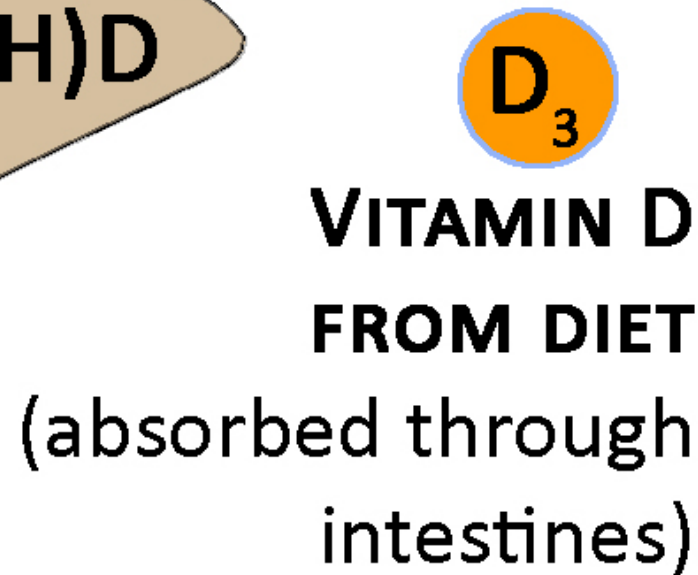 H)D
D₃
VITAMIN D
FROM DIET
(absorbed through
intestines)